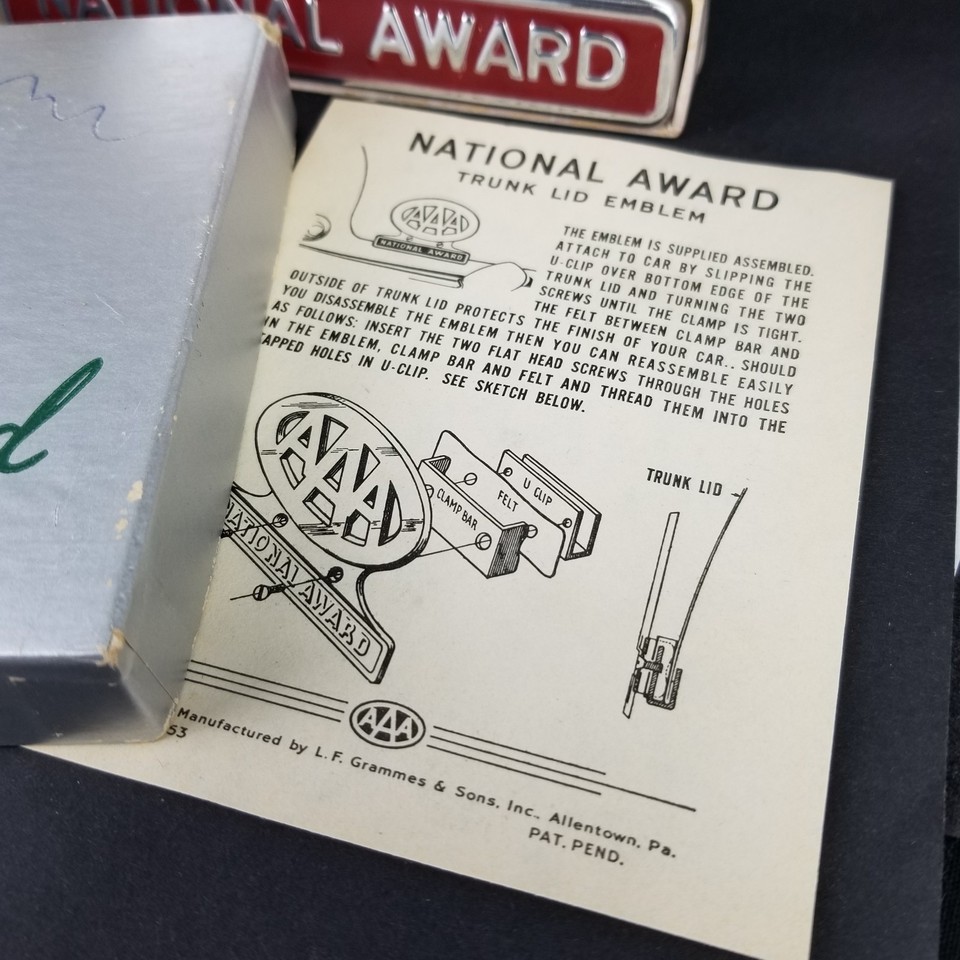 NATIONAL AWARD
d
NATIONAL AWARD
TRUNK LID EMBLEM
AAA
NATIONAL AWARD
THE EMBLEM IS SUPPLIED ASSEMBLED.
ATTACH TO CAR BY SLIPPING THE
U-CLIP OVER BOTTOM EDGE OF THE
TRUNK LID AND TURNING THE TWO
SCREWS UNTIL THE CLAMP IS TIGHT.
THE FELT BETWEEN CLAMP BAR AND
OUTSIDE OF TRUNK LID PROTECTS THE FINISH OF YOUR CAR.. SHOULD
YOU DISASSEMBLE THE EMBLEM THEN YOU CAN REASSEMBLE EASILY
AS FOLLOWS: INSERT THE TWO FLAT HEAD SCREWS THROUGH THE HOLES
IN THE EMBLEM, CLAMP BAR AND FELT AND THREAD THEM INTO THE
TAPPED HOLES IN U-CLIP. SEE SKETCH BELOW.
AAA
NATIONAL AWARD
CLAMP BAR
FELT
U CLIP
TRUNK LID
AAA
Manufactured by L. F. Grammes & Sons, Inc., Allentown, Pa.
53
PAT. PEND.